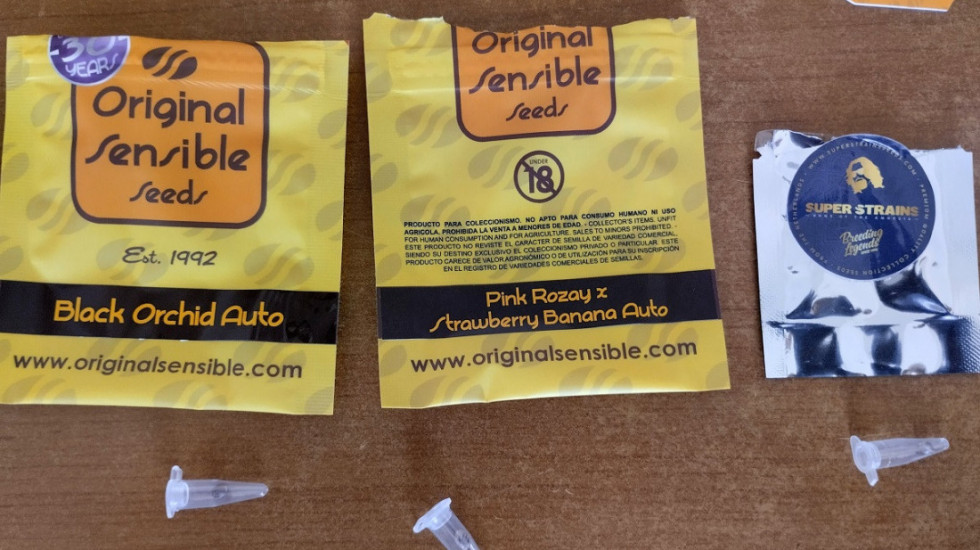 30
YEARS
Original
Sensible
Seeds
Est. 1992
Black Orchid Auto
www.originalsensible.com
Original
Sensible
Seeds
UNDER
18
PRODUCTO PARA COLECCIONISMO. NO APTO PARA CONSUMO HUMANO NI USO
AGRICOLA. PROHIBIDA LA VENTA A MENORES DE EDAD. - COLLECTOR'S ITEMS. UNFIT
FOR HUMAN CONSUMPTION AND FOR AGRICULTURE. SALES TO MINORS PROHIBITED. -
ESTE PRODUCTO NO REVISTE EL CARÁCTER DE SEMILLA DE VARIEDAD COMERCIAL,
SIENDO SU DESTINO EXCLUSIVO EL COLECCIONISMO PRIVADO O PARTICULAR. ESTE
PRODUCTO CARECE DE VALOR AGRONÓMICO O DE UTILIZACIÓN PARA SU INSCRIPCIÓN
EN EL REGISTRO DE VARIEDADES COMERCIALES DE SEMILLAS.
Pink Rozay x
Strawberry Banana Auto
www.originalsensible.com
SUPER STRAINS
Breeding
Legends